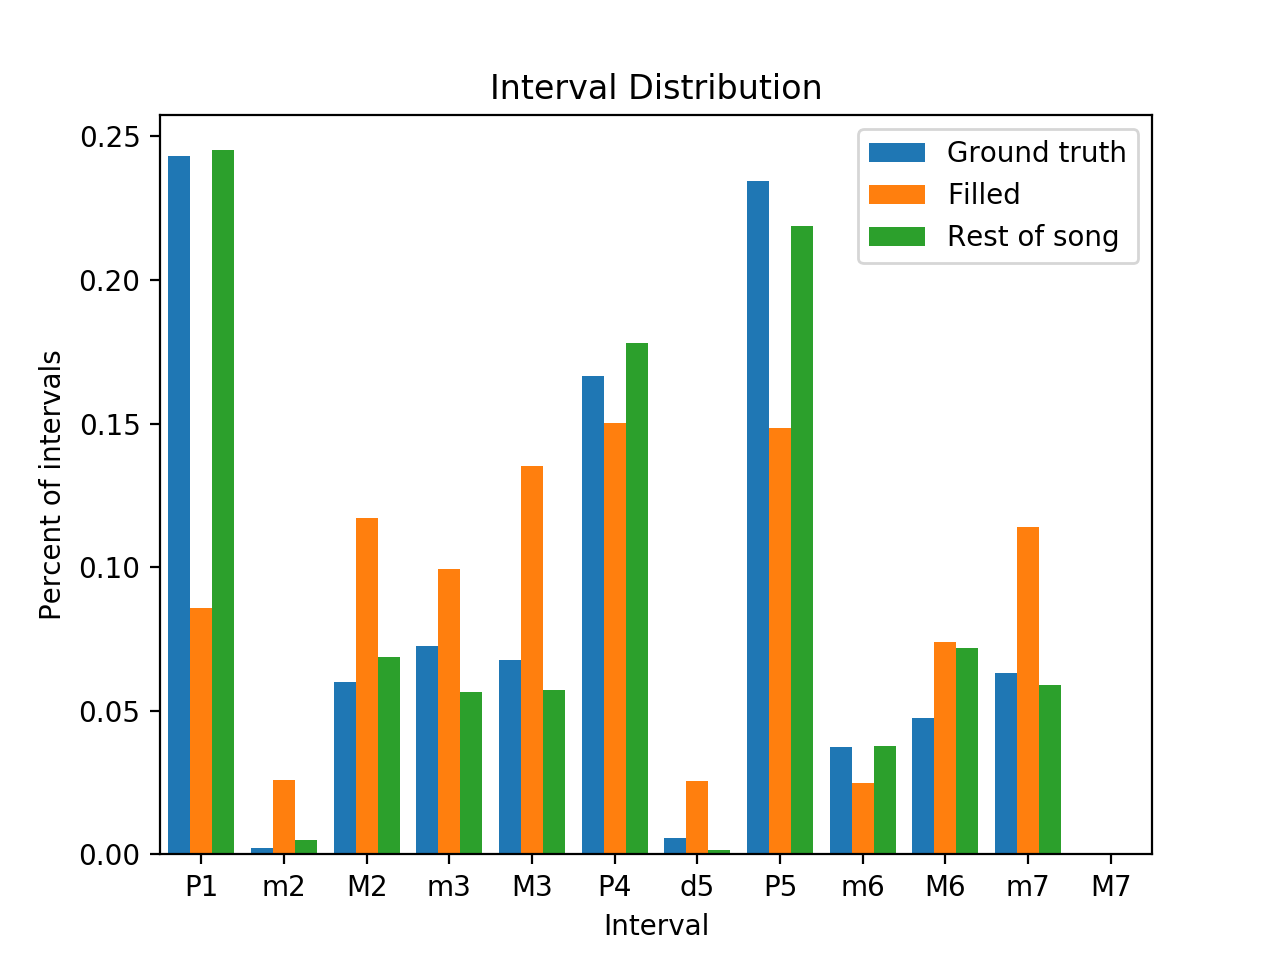 Interval Distribution
Ground truth
Filled
Rest of song
Percent of intervals
0.25
0.20
0.15
0.10
0.05
0.00
P1 m2 M2 m3 M3 P4 d5 P5 m6 M6 m7 M7
Interval